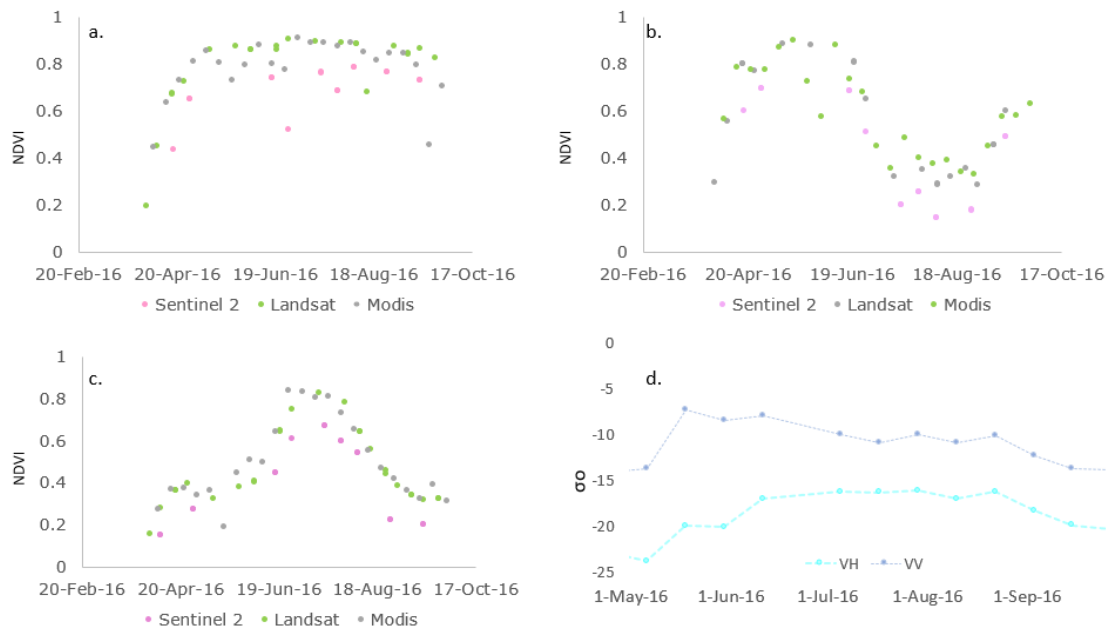 a.
NDVI
1
0.8
0.6
0.4
0.2
0
20-Feb-16 20-Apr-16 19-Jun-16 18-Aug-16 17-Oct-16
Sentinel 2 Landsat Modis
b.
NDVI
1
0.8
0.6
0.4
0.2
0
20-Feb-16 20-Apr-16 19-Jun-16 18-Aug-16 17-Oct-16
Sentinel 2 Landsat Modis
c.
NDVI
1
0.8
0.6
0.4
0.2
0
20-Feb-16 20-Apr-16 19-Jun-16 18-Aug-16 17-Oct-16
Sentinel 2 Landsat Modis
d.
σo
0
-5
-10
-15
-20
-25
VH VV
1-May-16 1-Jun-16 1-Jul-16 1-Aug-16 1-Sep-16